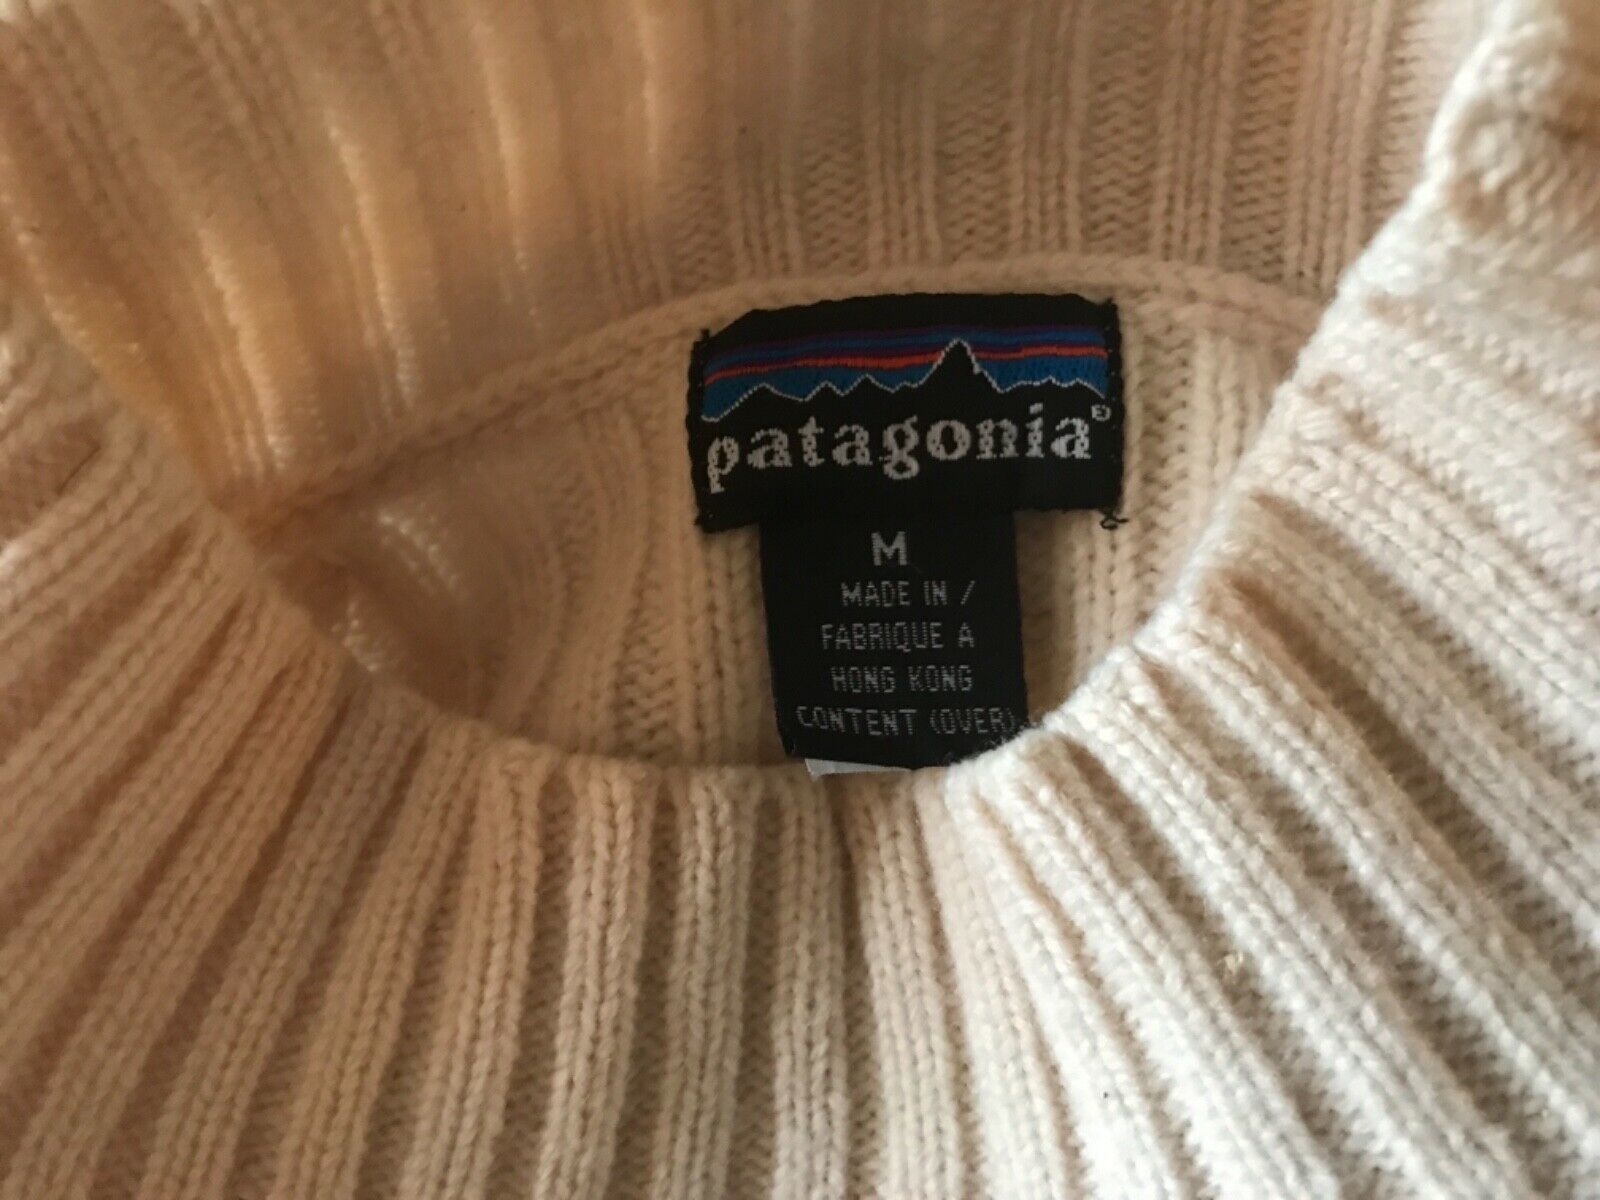 patagonia®
M
MADE IN /
FABRIQUE A
HONG KONG
CONTENT (OVER)